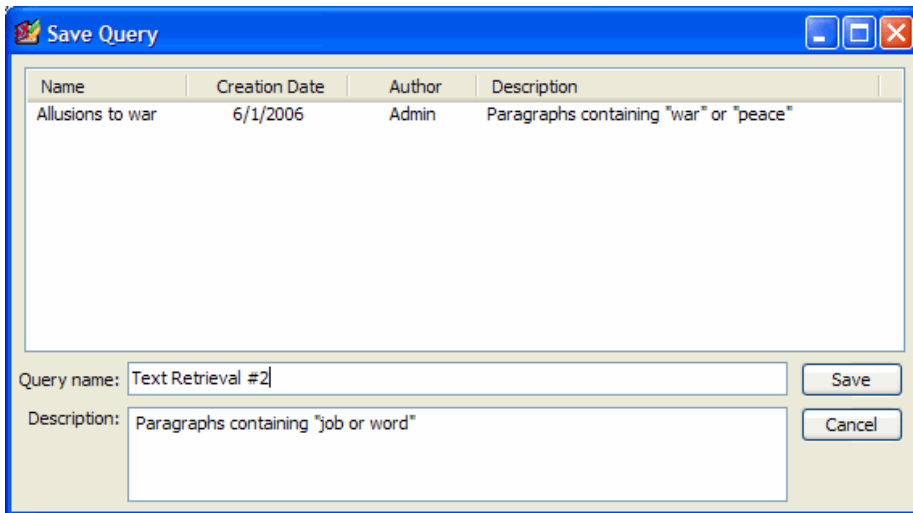 Save Query
Name Creation Date Author Description
Allusions to war 6/1/2006 Admin Paragraphs containing "war" or "peace"
Query name: Text Retrieval #2 Save
Description: Paragraphs containing "job or word" Cancel